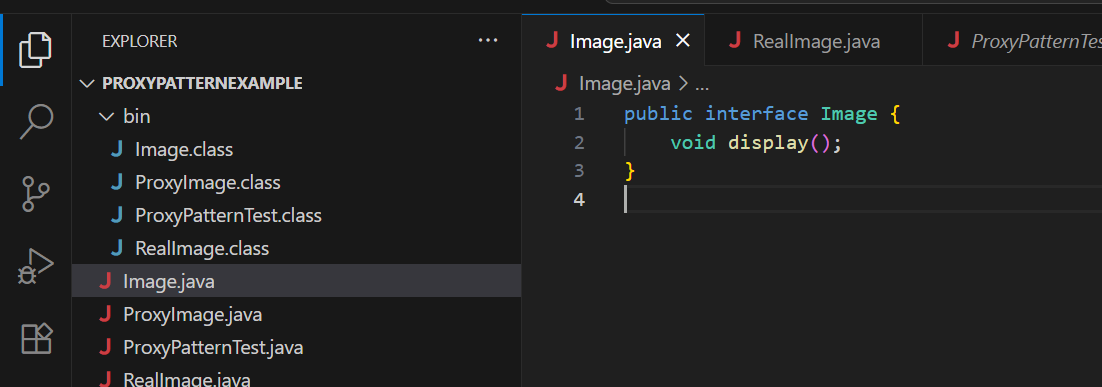 EXPLORER
PROXYPATTERNEXAMPLE
bin
Image.class
ProxyImage.class
ProxyPatternTest.class
RealImage.class
Image.java
ProxyImage.java
ProxyPatternTest.java
RealImage.java
Image.java
RealImage.java
ProxyPatternTes
Image.java > ...
1 public interface Image {
2 void display();
3 }
4